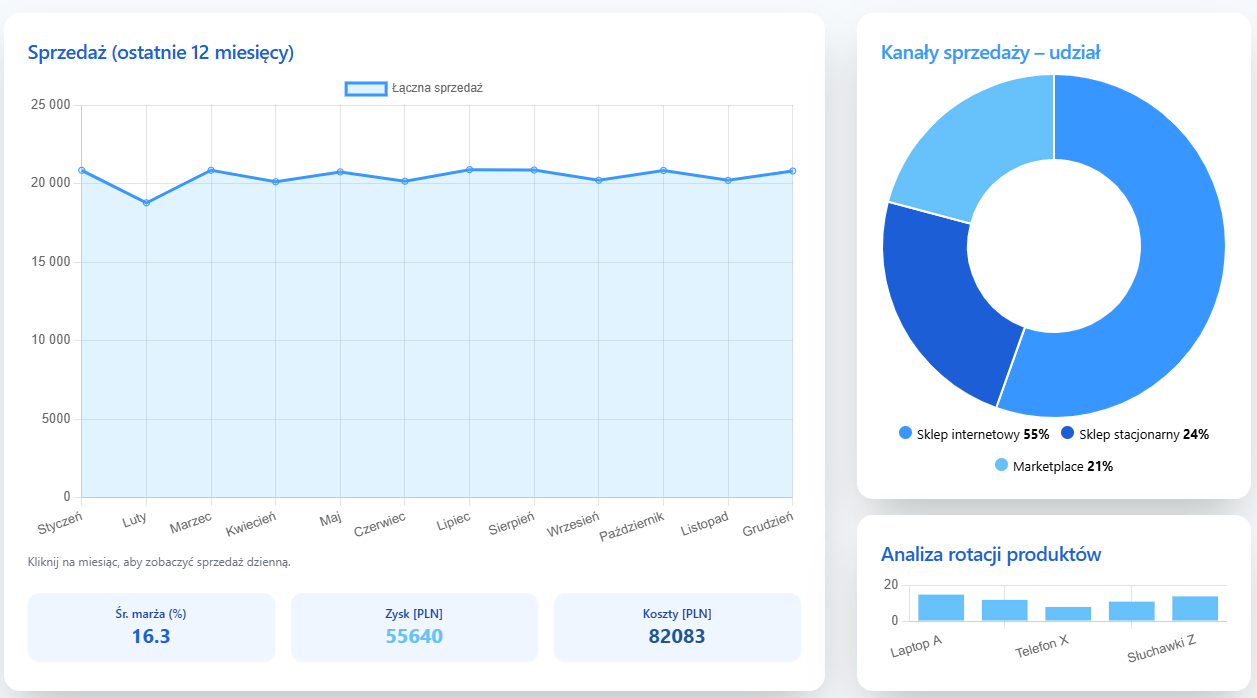 Sprzedaż (ostatnie 12 miesięcy)
Łączna sprzedaż
25 000
20 000
15 000
10 000
5000
0
Styczeń Luty Marzec Kwiecień Maj Czerwiec Lipiec Sierpień Wrzesień Październik Listopad Grudzień
Kliknij na miesiąc, aby zobaczyć sprzedaż dzienną.
Śr. marża (%)
16.3
Zysk [PLN]
55640
Koszty [PLN]
82083
Kanały sprzedaży – udział
Sklep internetowy 55% Sklep stacjonarny 24%
Marketplace 21%
Analiza rotacji produktów
20
0
Laptop A Telefon X Słuchawki Z